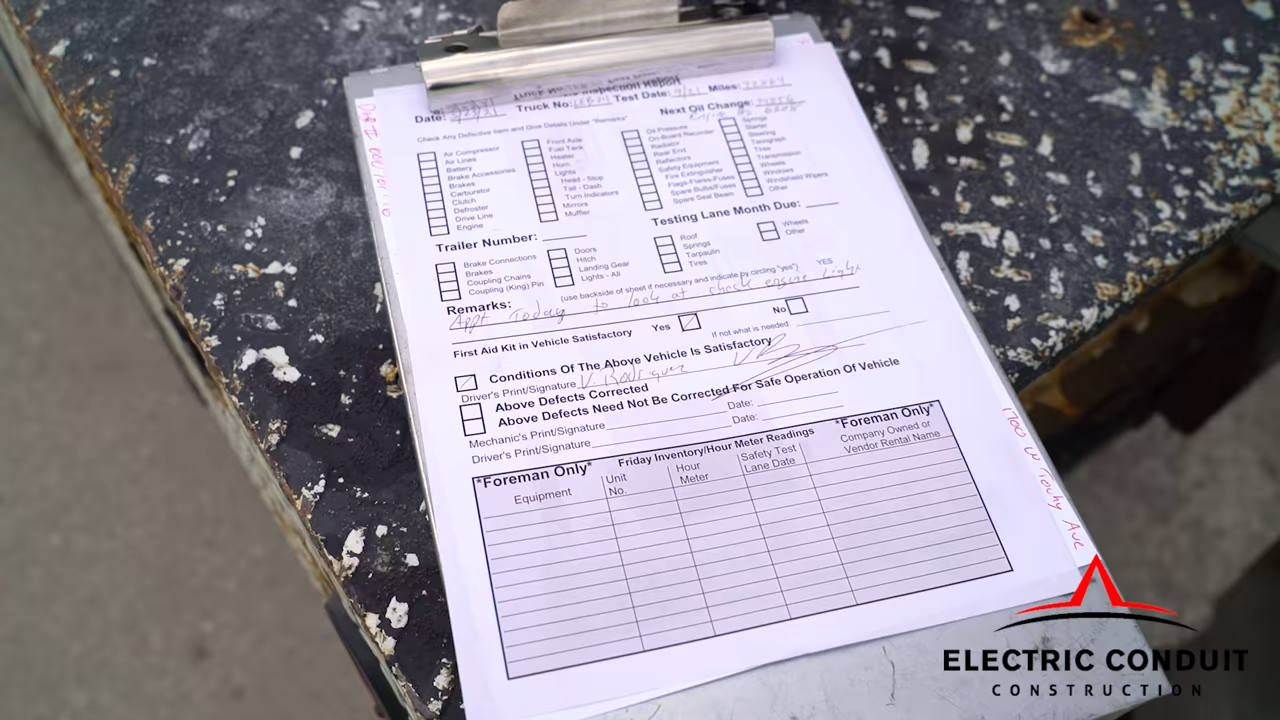 Inspection Report
Date: Truck No: Test Date: 9/21 Miles:
Next Oil Change:
Check Any Defective Item and Give Details Under "Remarks"
Air Compressor
Air Lines
Battery
Brake Accessories
Brakes
Carburetor
Clutch
Defroster
Drive Line
Engine
Front Axle
Fuel Tank
Heater
Horn
Lights
Head - Stop
Tail - Dash
Turn Indicators
Mirrors
Muffler
Oil Pressure
On-Board Recorder
Radiator
Rear End
Reflectors
Safety Equipment
Fire Extinguisher
Flags-Flares-Fuses
Spare Bulbs/Fuses
Spare Seal Beam
Springs
Starter
Steering
Tacograph
Tires
Transmission
Wheels
Windows
Windshield Wipers
Other
Testing Lane Month Due:
Trailer Number:
Brake Connections
Brakes
Coupling Chains
Coupling (King) Pin
Doors
Hitch
Landing Gear
Lights - All
Roof
Springs
Tarpaulin
Tires
Wheels
Other
Remarks: (use backside of sheet if necessary and indicate by circling "yes") YES
Appt Today to look at check engine light
First Aid Kit in Vehicle Satisfactory Yes No
If not what is needed:
Conditions Of The Above Vehicle Is Satisfactory
Driver's Print/Signature V. Rodriguez
Above Defects Corrected
Above Defects Need Not Be Corrected For Safe Operation Of Vehicle
Mechanic's Print/Signature Date:
Driver's Print/Signature Date:
*Foreman Only* Friday Inventory/Hour Meter Readings *Foreman Only*
Equipment
Unit
No.
Hour
Meter
Safety Test
Lane Date
Company Owned or
Vendor Rental Name
1700 W Touhy Ave
ELECTRIC CONDUIT
CONSTRUCTION